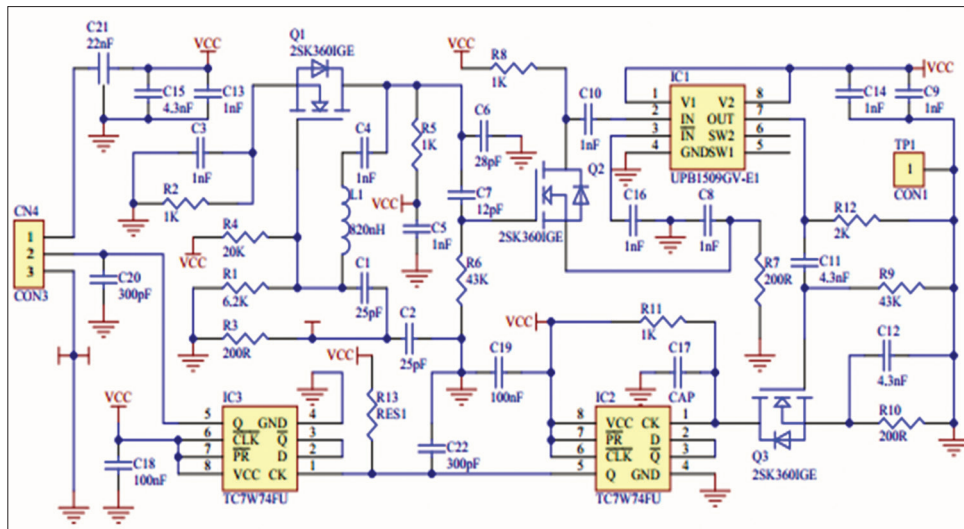 C21
22nF
VCC
C15
4.3nF
C13
1nF
Q1
2SK360IGE
C3
1nF
R2
1K
C4
1nF
L1
820nH
R5
1K
VCC
C5
1nF
C6
28pF
C7
12pF
VCC
R8
1K
C10
1nF
Q2
2SK360IGE
IC1
1 V1 V2 8
2 IN OUT 7
3 IN SW2 6
4 GND SW1 5
UPB1509GV-E1
VCC
C14
1nF
C9
1nF
TP1
1
CON1
C16
1nF
C8
1nF
R7
200R
R12
2K
C11
4.3nF
R9
43K
C12
4.3nF
R10
200R
CN4
1
2
3
CON3
C20
300pF
R4
20K
VCC
R1
6.2K
R3
200R
C1
25pF
C2
25pF
R6
43K
VCC
R13
RES1
C19
100nF
VCC
R11
1K
C17
CAP
VCC
C18
100nF
IC3
5 Q GND 4
6 CLK Q 3
7 PR D 2
8 VCC CK 1
TC7W74FU
C22
300pF
IC2
8 VCC CK 1
7 PR D 2
6 CLK Q 3
5 Q GND 4
TC7W74FU
Q3
2SK360IGE